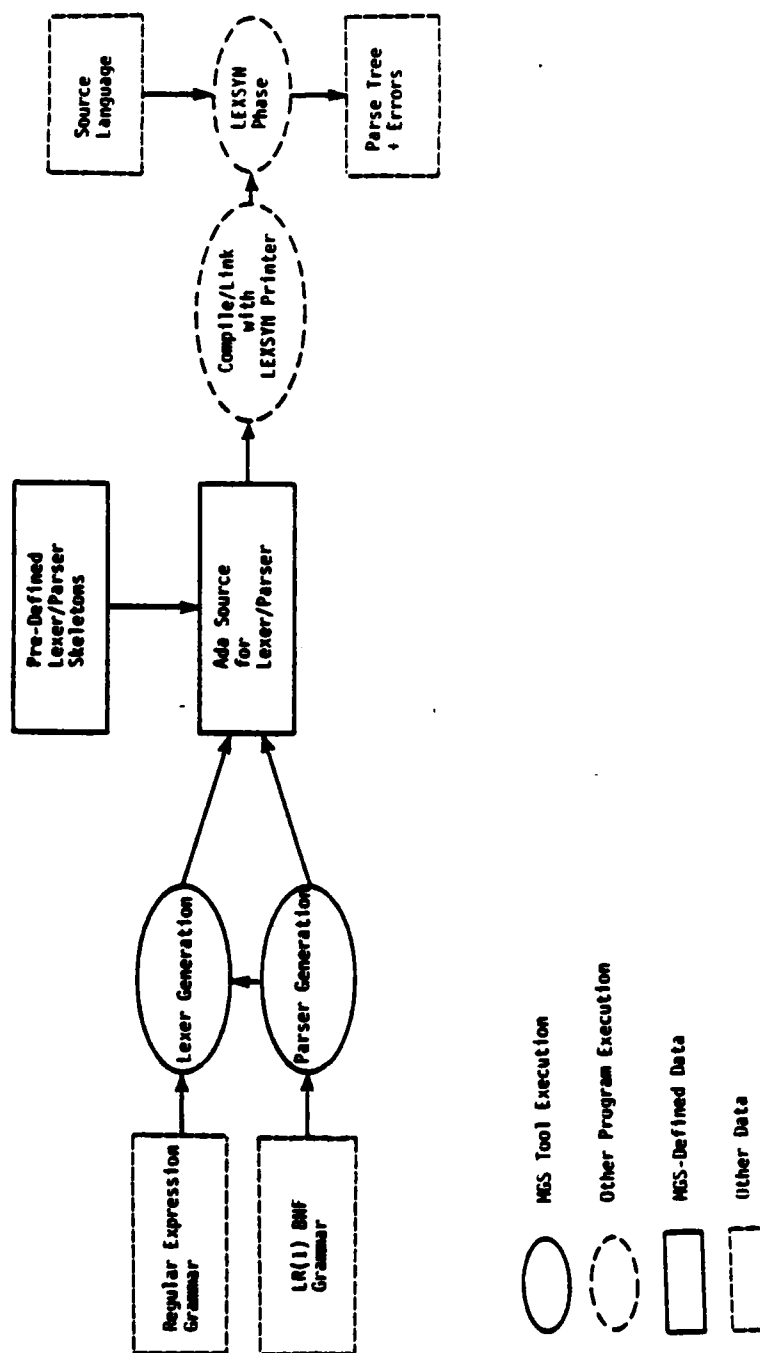 Regular Expression
Grammar
LR(1) BNF
Grammar
Lexer Generation
Parser Generation
Pre-Defined
Lexer/Parser
Skeletons
Ada Source
for
Lexer/Parser
Compile/Link
with
LEXSYN Printer
Source
Language
LEXSYN
Phase
Parse Tree
+ Errors
MGS Tool Execution
Other Program Execution
MGS-Defined Data
Other Data